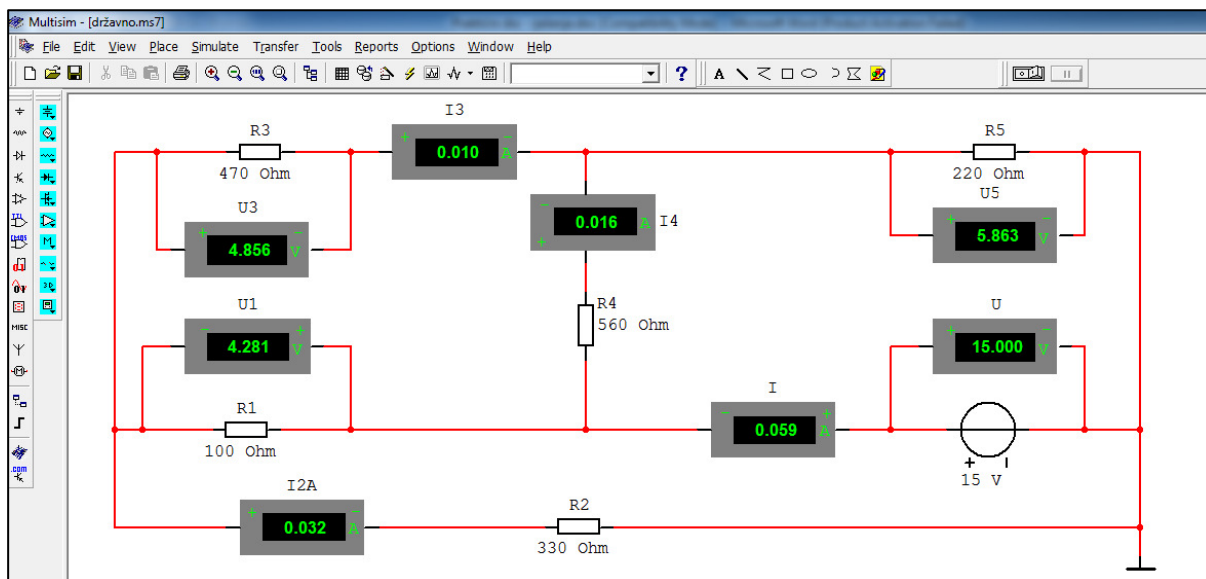 Multisim - [državno.ms7]
File Edit View Place Simulate Transfer Tools Reports Options Window Help
A
I3
+ 0.010 − A
R3
470 Ohm
R5
220 Ohm
U3
+ 4.856 − V
− 0.016 A + I4
U5
+ 5.863 − V
U1
− 4.281 + V
R4
560 Ohm
U
+ 15.000 − V
R1
100 Ohm
I
− 0.059 + A
15 V
I2A
+ 0.032 − A
R2
330 Ohm
MISC
.com